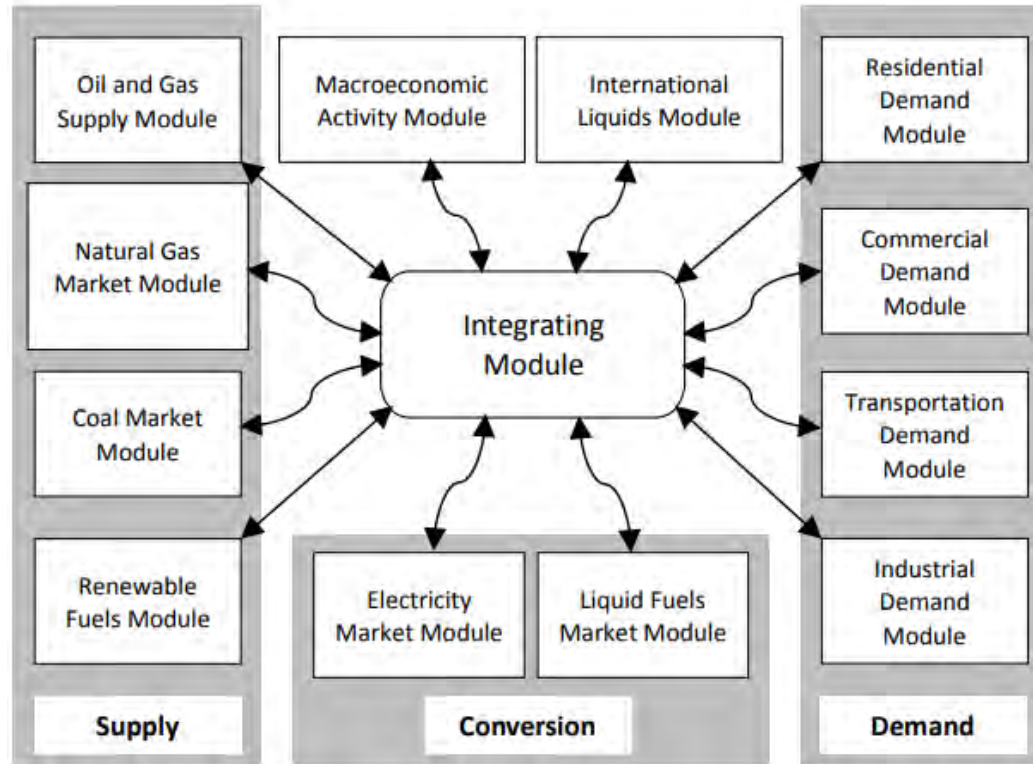 Oil and Gas
Supply Module
Macroeconomic
Activity Module
International
Liquids Module
Residential
Demand
Module
Natural Gas
Market Module
Commercial
Demand
Module
Integrating
Module
Coal Market
Module
Transportation
Demand
Module
Renewable
Fuels Module
Electricity
Market Module
Liquid Fuels
Market Module
Industrial
Demand
Module
Supply
Conversion
Demand